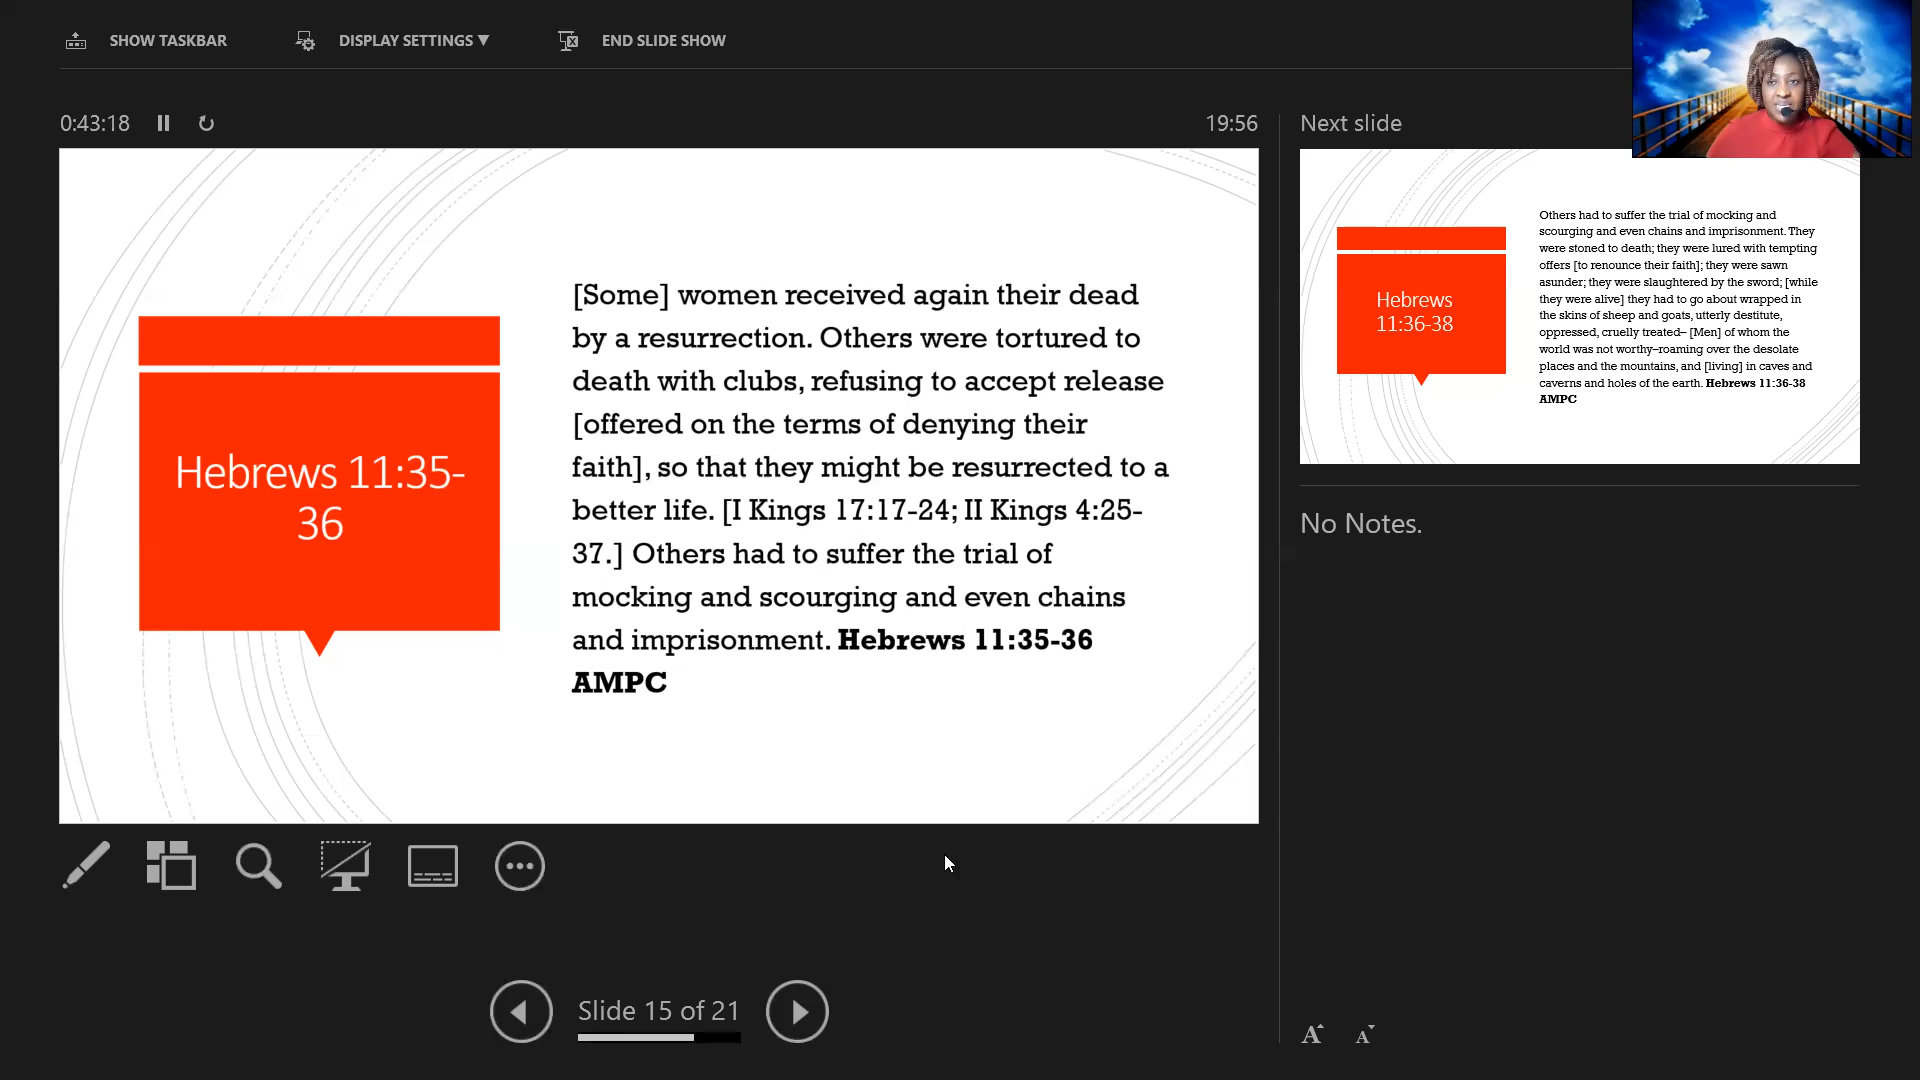 SHOW TASKBAR
DISPLAY SETTINGS ▼
END SLIDE SHOW
0:43:18
19:56
Next slide
Hebrews 11:35-
36
[Some] women received again their dead
by a resurrection. Others were tortured to
death with clubs, refusing to accept release
[offered on the terms of denying their
faith], so that they might be resurrected to a
better life. [I Kings 17:17-24; II Kings 4:25-
37.] Others had to suffer the trial of
mocking and scourging and even chains
and imprisonment. Hebrews 11:35-36
AMPC
Hebrews
11:36-38
Others had to suffer the trial of mocking and
scourging and even chains and imprisonment. They
were stoned to death; they were lured with tempting
offers [to renounce their faith]; they were sawn
asunder; they were slaughtered by the sword; [while
they were alive] they had to go about wrapped in
the skins of sheep and goats, utterly destitute,
oppressed, cruelly treated– [Men] of whom the
world was not worthy–roaming over the desolate
places and the mountains, and [living] in caves and
caverns and holes of the earth. Hebrews 11:36-38
AMPC
No Notes.
Slide 15 of 21
A A